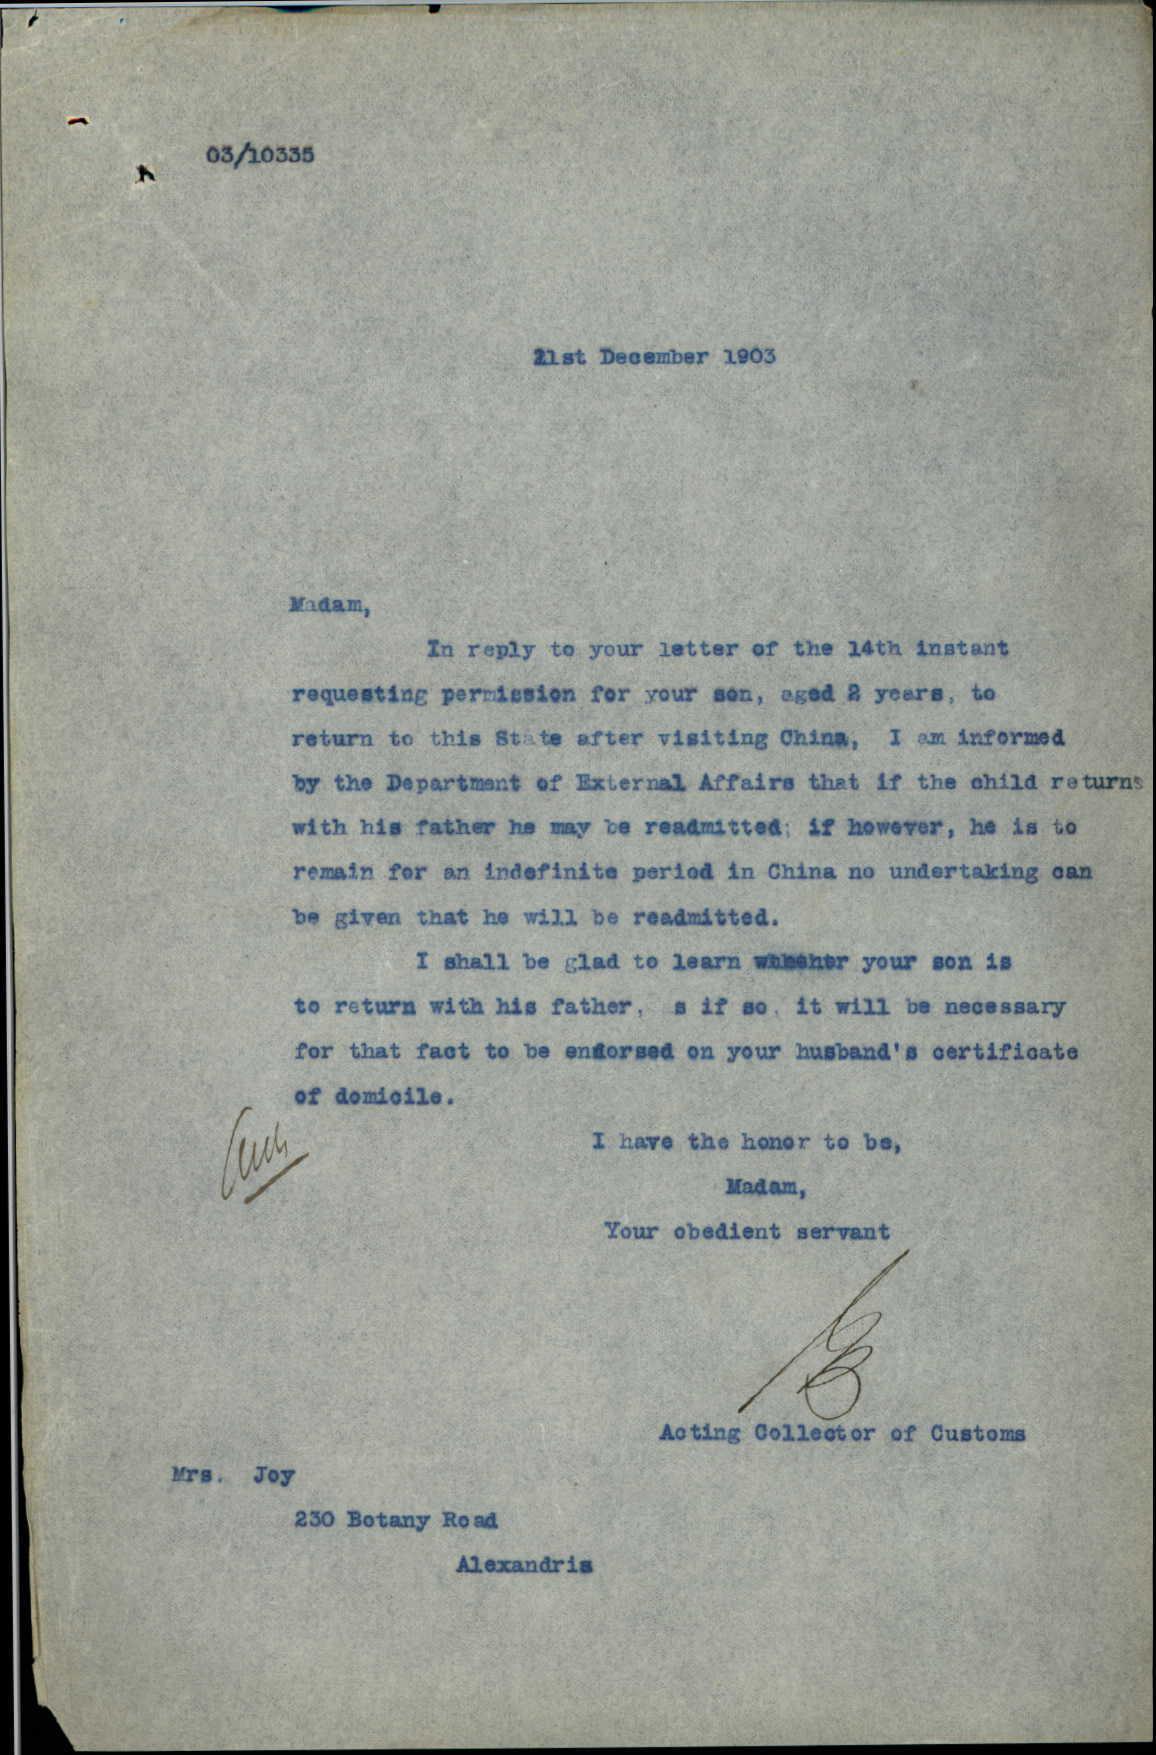 03/10335
21st December 1903
Madam,
In reply to your letter of the 14th instant
requesting permission for your son, aged 2 years, to
return to this State after visiting China, I am informed
by the Department of External Affairs that if the child returns
with his father he may be readmitted; if however, he is to
remain for an indefinite period in China no undertaking can
be given that he will be readmitted.
I shall be glad to learn whether your son is
to return with his father, s if so, it will be necessary
for that fact to be endorsed on your husband's certificate
of domicile.
I have the honor to be,
Madam,
Your obedient servant
Acting Collector of Customs
Mrs. Joy
230 Botany Road
Alexandria